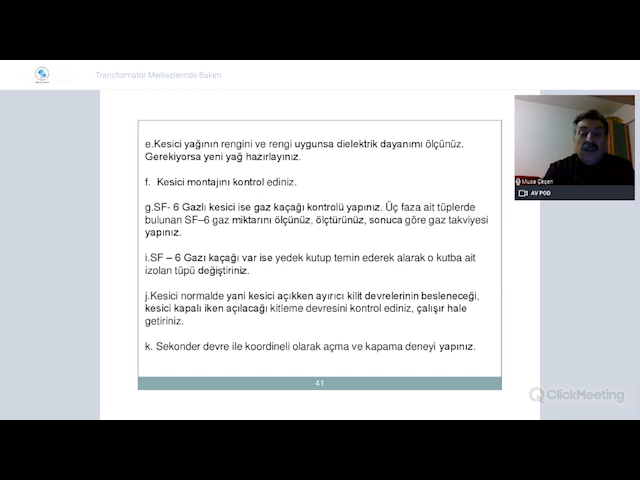 Transformatör Merkezlerinde Bakım
e.Kesici yağının rengini ve rengi uygunsa dielektrik dayanımı ölçünüz.
Gerekiyorsa yeni yağ hazırlayınız.
f. Kesici montajını kontrol ediniz.
g.SF- 6 Gazlı kesici ise gaz kaçağı kontrolü yapınız. Üç faza ait tüplerde
bulunan SF–6 gaz miktarını ölçünüz, ölçtürünüz, sonuca göre gaz takviyesi
yapınız.
i.SF – 6 Gazı kaçağı var ise yedek kutup temin ederek alarak o kutba ait
izolan tüpü değiştiriniz.
j.Kesici normalde yani kesici açıkken ayırıcı kilit devrelerinin besleneceği,
kesici kapalı iken açılacağı kitleme devresini kontrol ediniz, çalışır hale
getiriniz.
k. Sekonder devre ile koordineli olarak açma ve kapama deneyi yapınız.
41
Musa Çeçen
AV POD
ClickMeeting